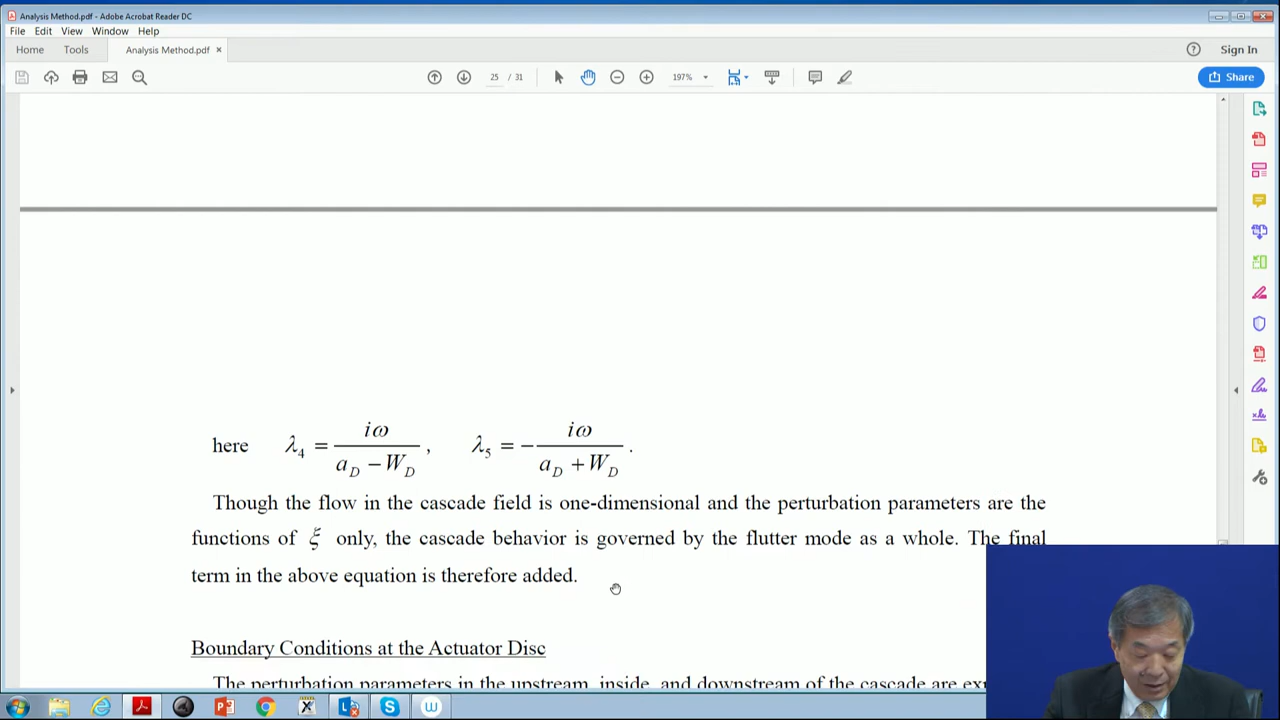 Analysis Method.pdf - Adobe Acrobat Reader DC
File Edit View Window Help
Home Tools Analysis Method.pdf × Sign In
25 / 31 197% Share
here λ₄ = iω / (a_D − W_D) , λ₅ = − iω / (a_D + W_D) .
Though the flow in the cascade field is one-dimensional and the perturbation parameters are the
functions of ξ only, the cascade behavior is governed by the flutter mode as a whole. The final
term in the above equation is therefore added.
Boundary Conditions at the Actuator Disc
The perturbation parameters in the upstream, inside, and downstream of the cascade are